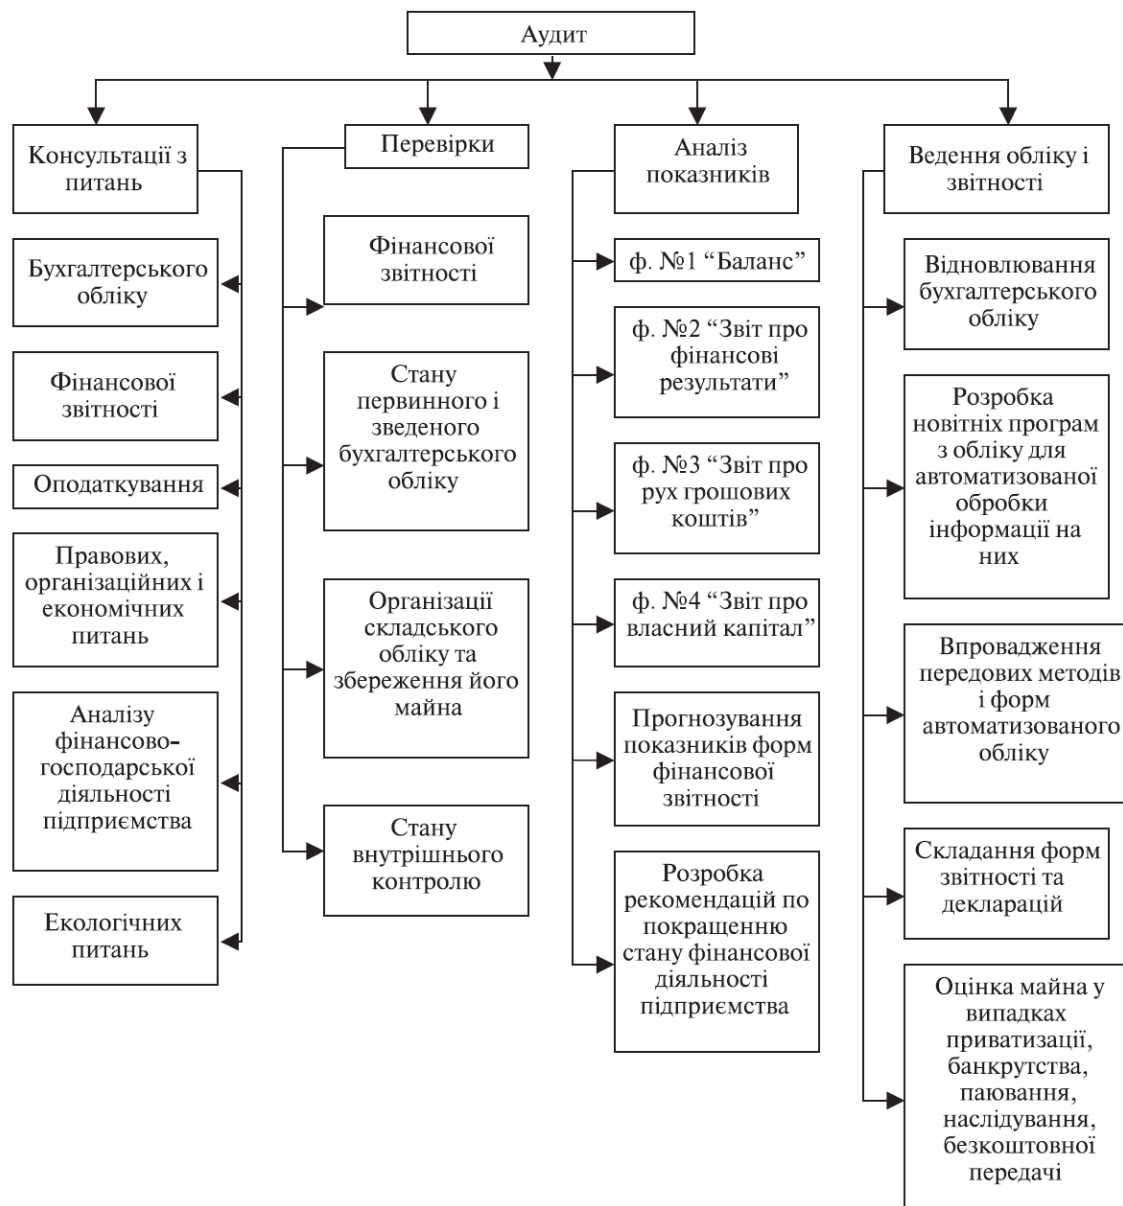 Аудит
Консультації з
питань
Бухгалтерського
обліку
Фінансової
звітності
Оподаткування
Правових,
організаційних і
економічних
питань
Аналізу
фінансово-
господарської
діяльності
підприємства
Екологічних
питань
Перевірки
Фінансової
звітності
Стану
первинного і
зведеного
бухгалтерського
обліку
Організації
складського
обліку та
збереження його
майна
Стану
внутрішнього
контролю
Аналіз
показників
ф. №1 “Баланс”
ф. №2 “Звіт про
фінансові
результати”
ф. №3 “Звіт про
рух грошових
коштів”
ф. №4 “Звіт про
власний капітал”
Прогнозування
показників форм
фінансової
звітності
Розробка
рекомендацій по
покращенню
стану фінансової
діяльності
підприємства
Ведення обліку і
звітності
Відновлювання
бухгалтерського
обліку
Розробка
новітніх програм
з обліку для
автоматизованої
обробки
інформації на
них
Впровадження
передових методів
і форм
автоматизованого
обліку
Складання форм
звітності та
декларацій
Оцінка майна у
випадках
приватизації,
банкрутства,
паювання,
наслідування,
безкоштовної
передачі